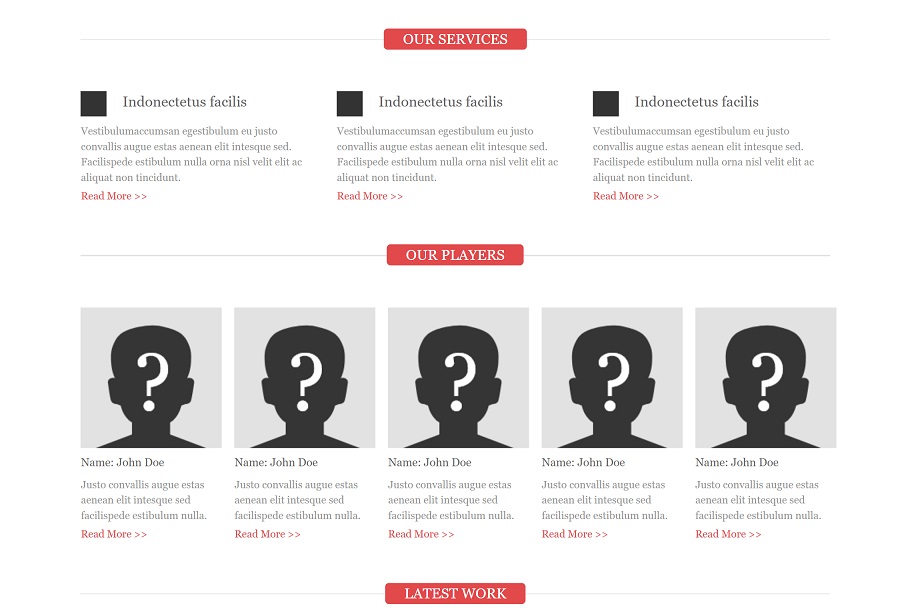 OUR SERVICES
Indonectetus facilis
Vestibulumaccumsan egestibulum eu justo
convallis augue estas aenean elit intesque sed.
Facilispede estibulum nulla orna nisl velit elit ac
aliquat non tincidunt.
Read More >>
Indonectetus facilis
Vestibulumaccumsan egestibulum eu justo
convallis augue estas aenean elit intesque sed.
Facilispede estibulum nulla orna nisl velit elit ac
aliquat non tincidunt.
Read More >>
Indonectetus facilis
Vestibulumaccumsan egestibulum eu justo
convallis augue estas aenean elit intesque sed.
Facilispede estibulum nulla orna nisl velit elit ac
aliquat non tincidunt.
Read More >>
OUR PLAYERS
?
Name: John Doe
Justo convallis augue estas
aenean elit intesque sed
facilispede estibulum nulla.
Read More >>
?
Name: John Doe
Justo convallis augue estas
aenean elit intesque sed
facilispede estibulum nulla.
Read More >>
?
Name: John Doe
Justo convallis augue estas
aenean elit intesque sed
facilispede estibulum nulla.
Read More >>
?
Name: John Doe
Justo convallis augue estas
aenean elit intesque sed
facilispede estibulum nulla.
Read More >>
?
Name: John Doe
Justo convallis augue estas
aenean elit intesque sed
facilispede estibulum nulla.
Read More >>
LATEST WORK